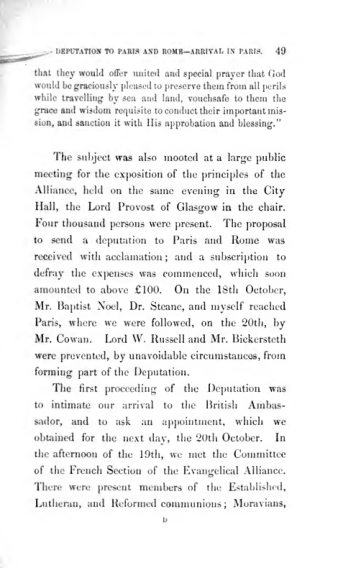 DEPUTATION TO PARIS AND ROME—ARRIVAL IN PARIS. 49
that they would offer united and special prayer that God
would be graciously pleased to preserve them from all perils
while travelling by sea and land, vouchsafe to them the
grace and wisdom requisite to conduct their important mis-
sion, and sanction it with His approbation and blessing."
The subject was also mooted at a large public
meeting for the exposition of the principles of the
Alliance, held on the same evening in the City
Hall, the Lord Provost of Glasgow in the chair.
Four thousand persons were present. The proposal
to send a deputation to Paris and Rome was
received with acclamation; and a subscription to
defray the expenses was commenced, which soon
amounted to above £100. On the 18th October,
Mr. Baptist Noel, Dr. Steane, and myself reached
Paris, where we were followed, on the 20th, by
Mr. Cowan. Lord W. Russell and Mr. Bickersteth
were prevented, by unavoidable circumstances, from
forming part of the Deputation.
The first proceeding of the Deputation was
to intimate our arrival to the British Ambas-
sador, and to ask an appointment, which we
obtained for the next day, the 20th October. In
the afternoon of the 19th, we met the Committee
of the French Section of the Evangelical Alliance.
There were present members of the Established,
Lutheran, and Reformed communions; Moravians,
D